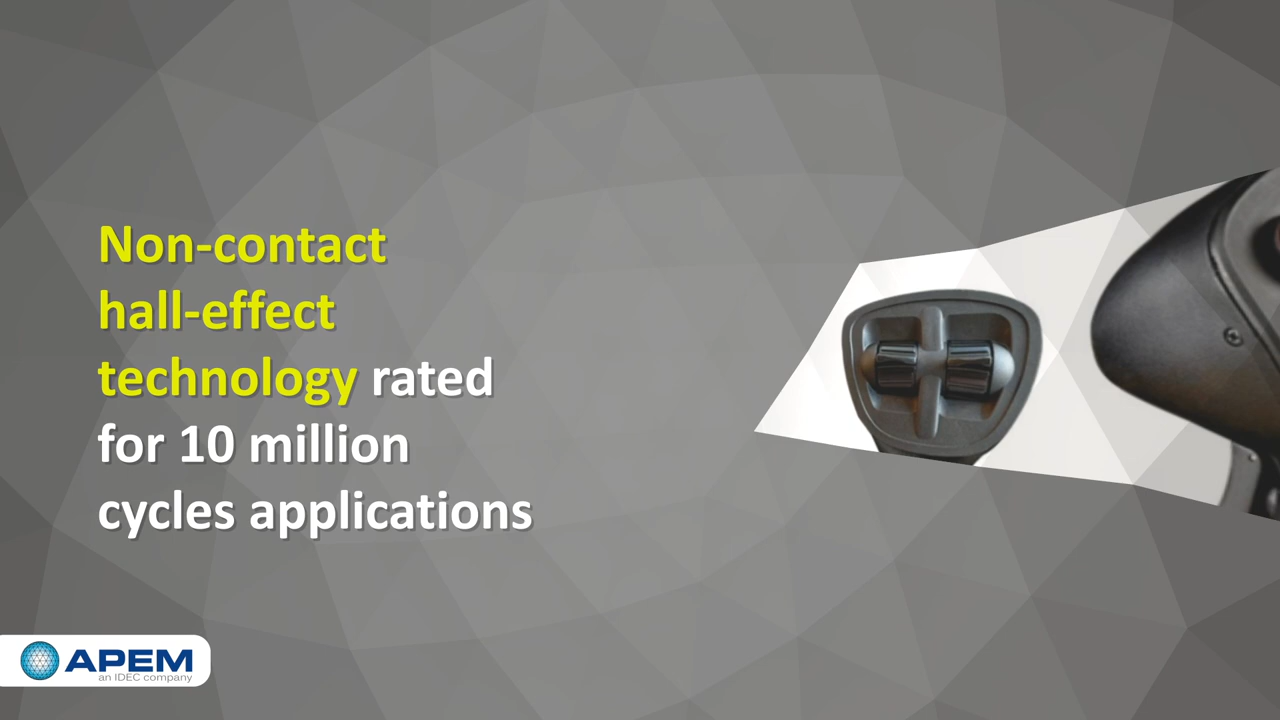 Non-contact
hall-effect
technology rated
for 10 million
cycles applications
APEM
an IDEC company